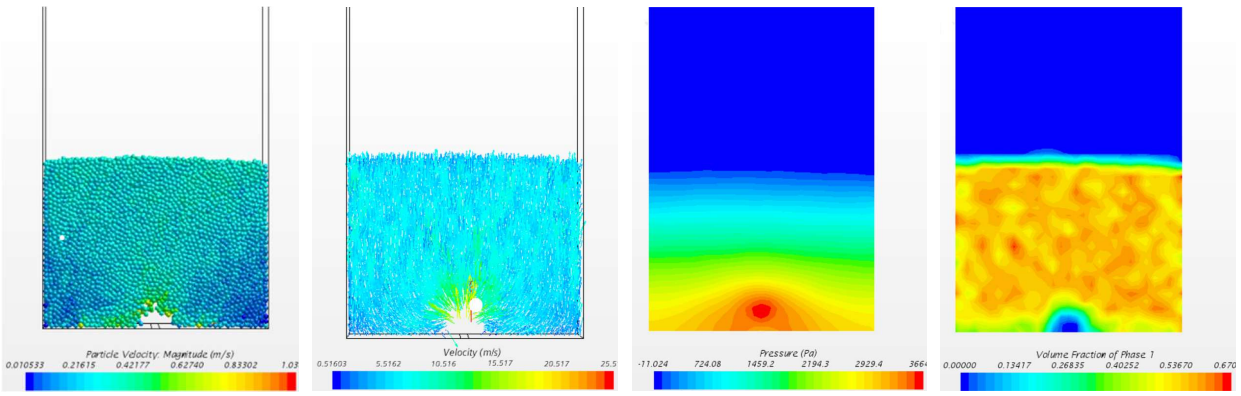 Particle Velocity: Magnitude (m/s)
0.010533 0.21615 0.42177 0.62740 0.83302 1.03
Velocity (m/s)
0.51603 5.5162 10.516 15.517 20.517 25.5
Pressure (Pa)
-11.024 724.08 1459.2 2194.3 2929.4 3664
Volume Fraction of Phase 1
0.00000 0.13417 0.26835 0.40252 0.53670 0.670